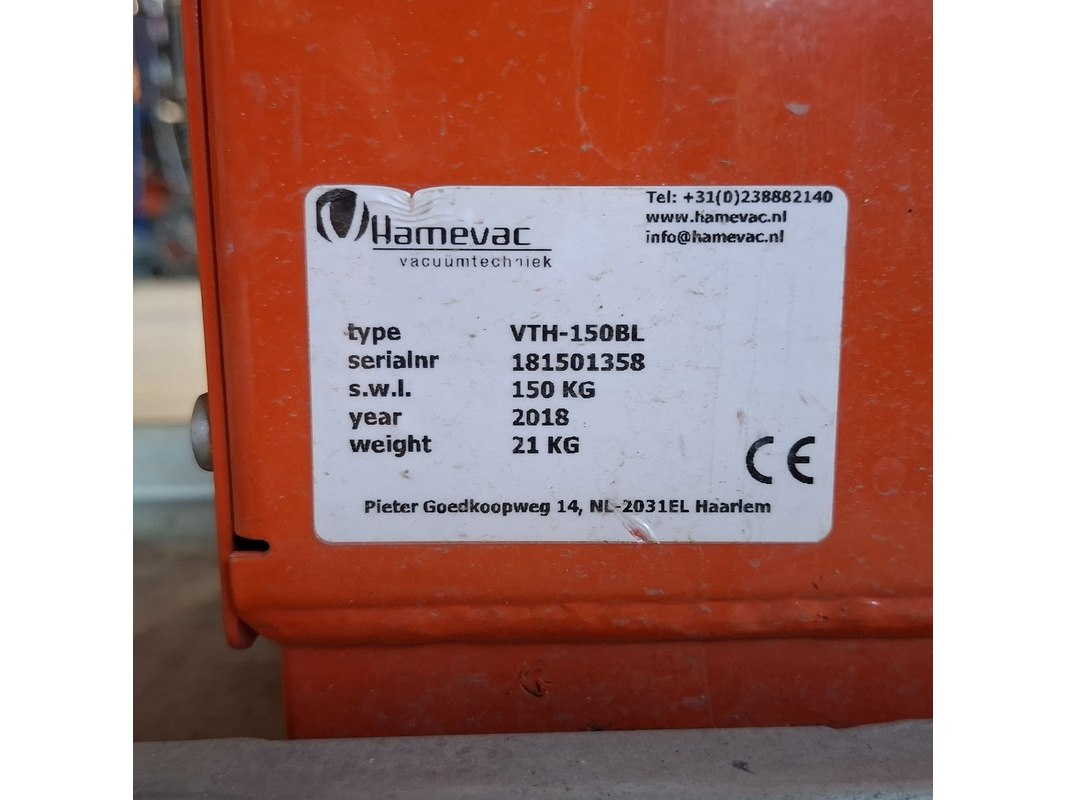 Hamevac
vacuümtechniek
Tel: +31(0)238882140
www.hamevac.nl
info@hamevac.nl
type VTH-150BL
serialnr 181501358
s.w.l. 150 KG
year 2018
weight 21 KG
CE
Pieter Goedkoopweg 14, NL-2031EL Haarlem